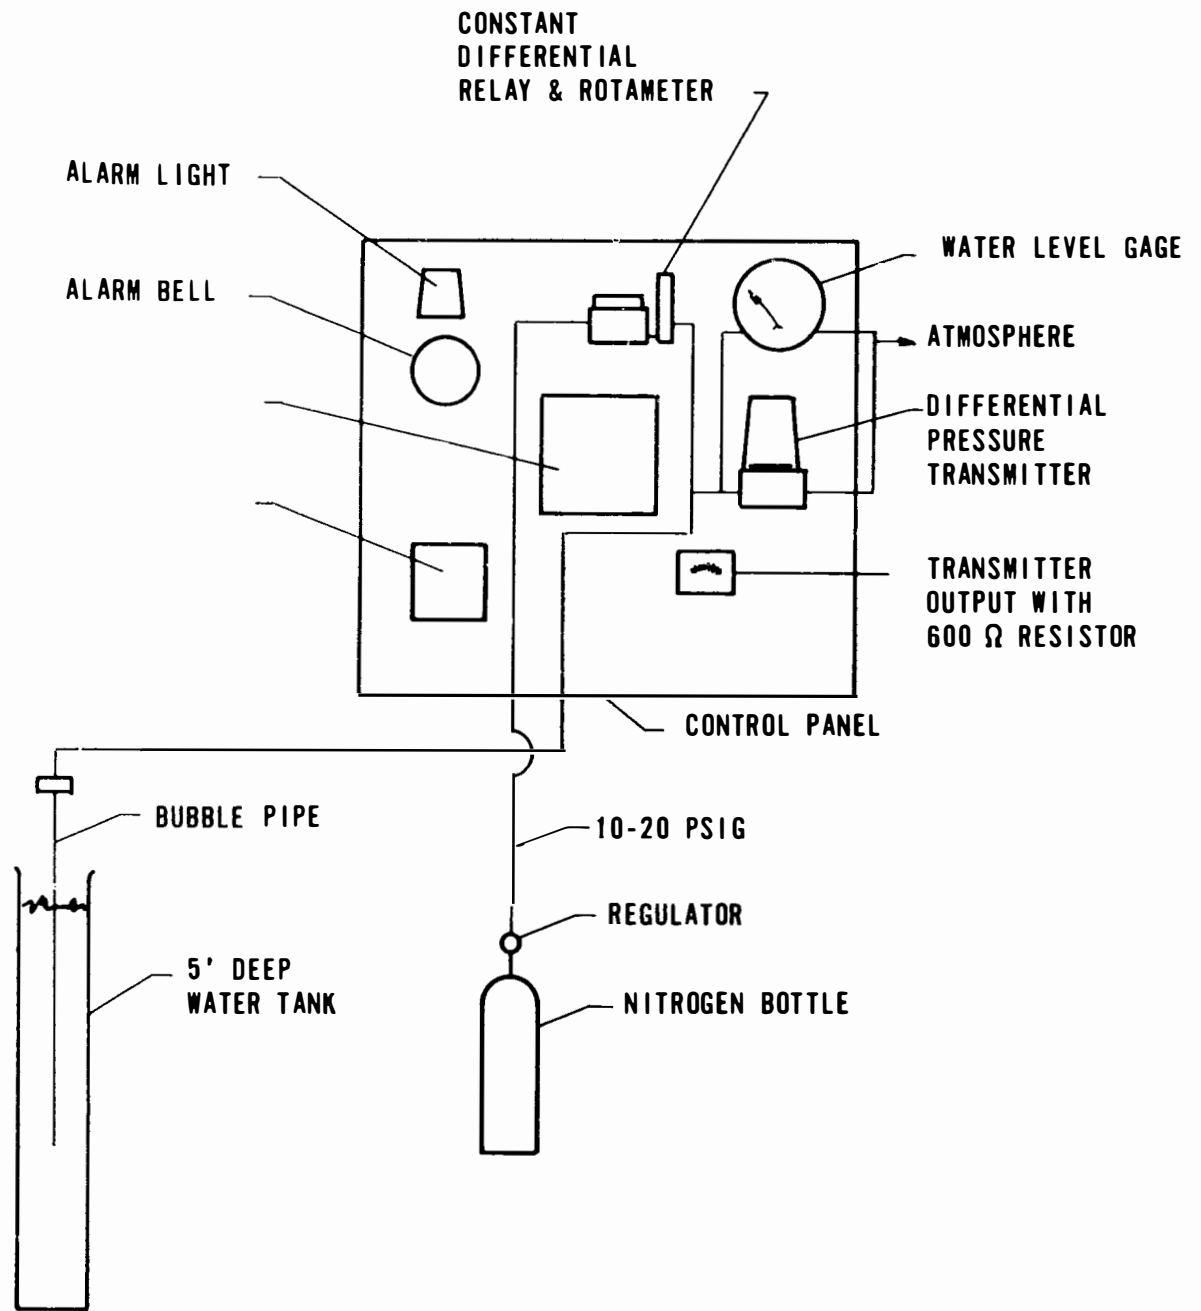 CONSTANT
DIFFERENTIAL
RELAY & ROTAMETER
ALARM LIGHT
WATER LEVEL GAGE
ALARM BELL
ATMOSPHERE
DIFFERENTIAL
PRESSURE
TRANSMITTER
TRANSMITTER
OUTPUT WITH
600 Ω RESISTOR
CONTROL PANEL
BUBBLE PIPE
10-20 PSIG
REGULATOR
5' DEEP
WATER TANK
NITROGEN BOTTLE